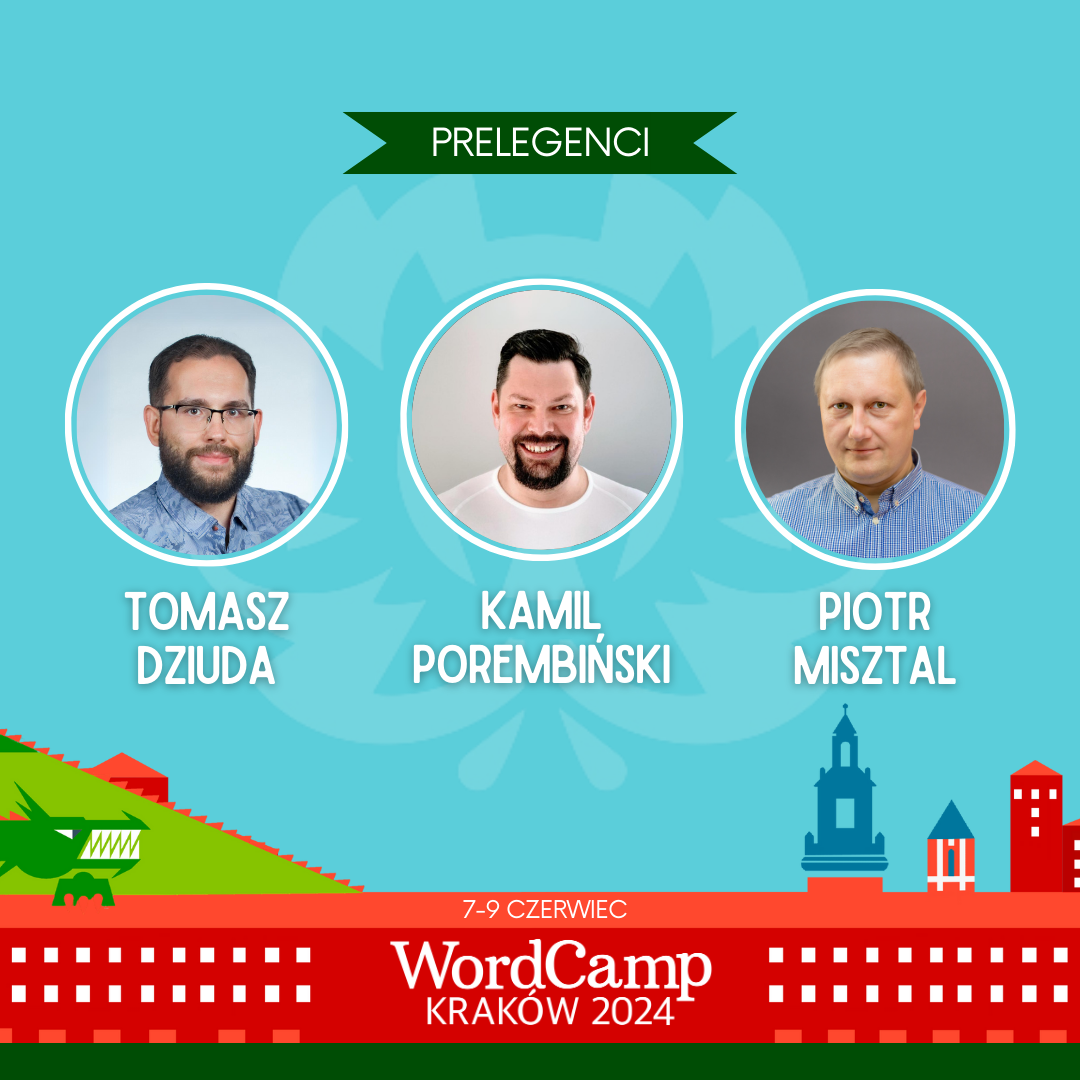 PRELEGENCI
TOMASZ
DZIUDA
KAMIL
POREMBIŃSKI
PIOTR
MISZTAL
7-9 CZERWIEC
WordCamp
KRAKÓW 2024